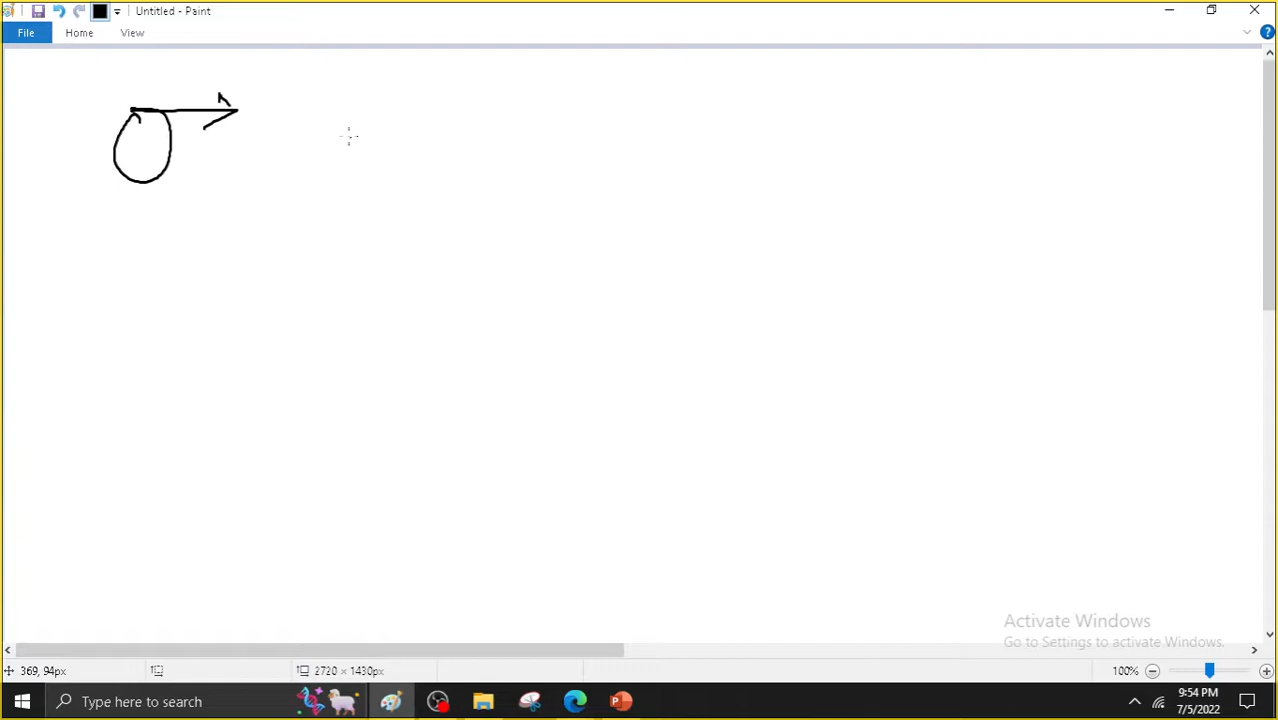 Untitled - Paint
File Home View
Activate Windows
Go to Settings to activate Windows.
369, 94px 2720 × 1430px 100%
Type here to search
9:54 PM
7/5/2022